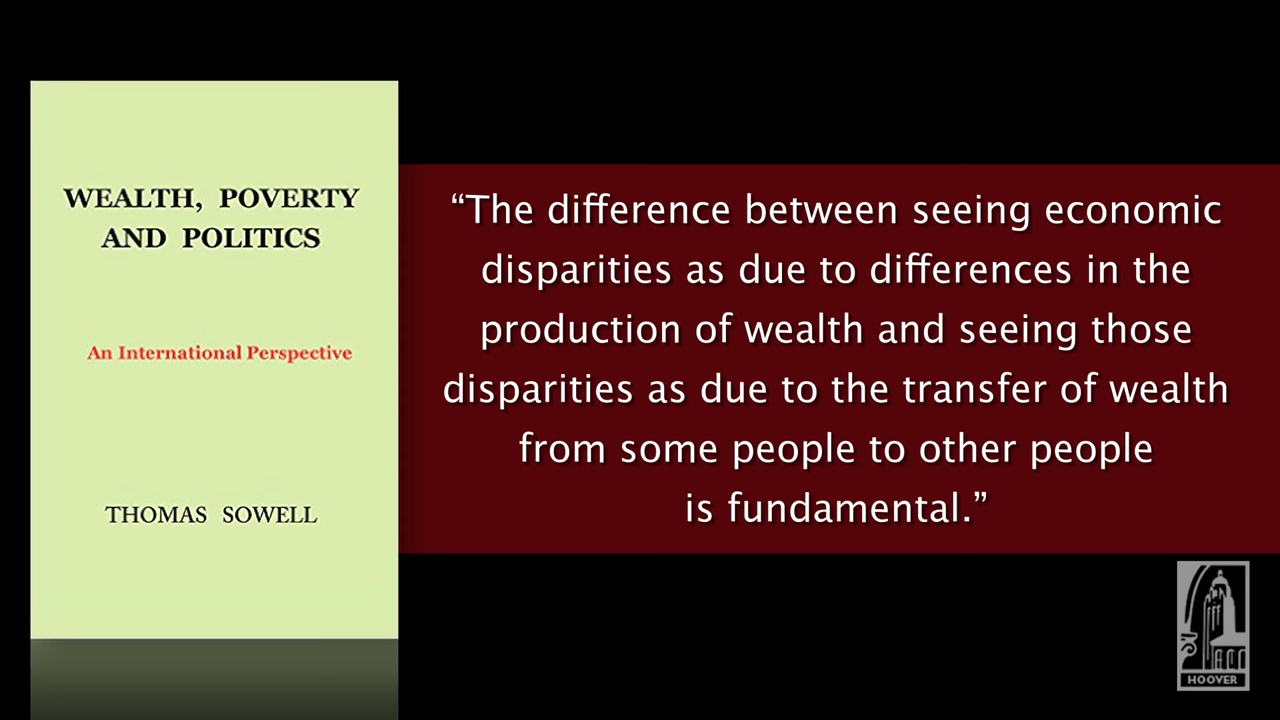 WEALTH, POVERTY
AND POLITICS
An International Perspective
THOMAS SOWELL
“The difference between seeing economic
disparities as due to differences in the
production of wealth and seeing those
disparities as due to the transfer of wealth
from some people to other people
is fundamental.”
HOOVER